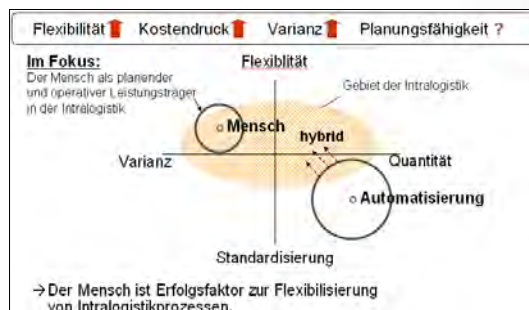 Flexibilität Kostendruck Varianz Planungsfähigkeit ?
Im Fokus:
Der Mensch als planender
und operativer Leistungsträger
in der Intralogistik
Flexiblität
Gebiet der Intralogistik
Mensch
hybrid
Varianz
Quantität
Automatisierung
Standardisierung
→ Der Mensch ist Erfolgsfaktor zur Flexibilisierung
von Intralogistikprozessen.